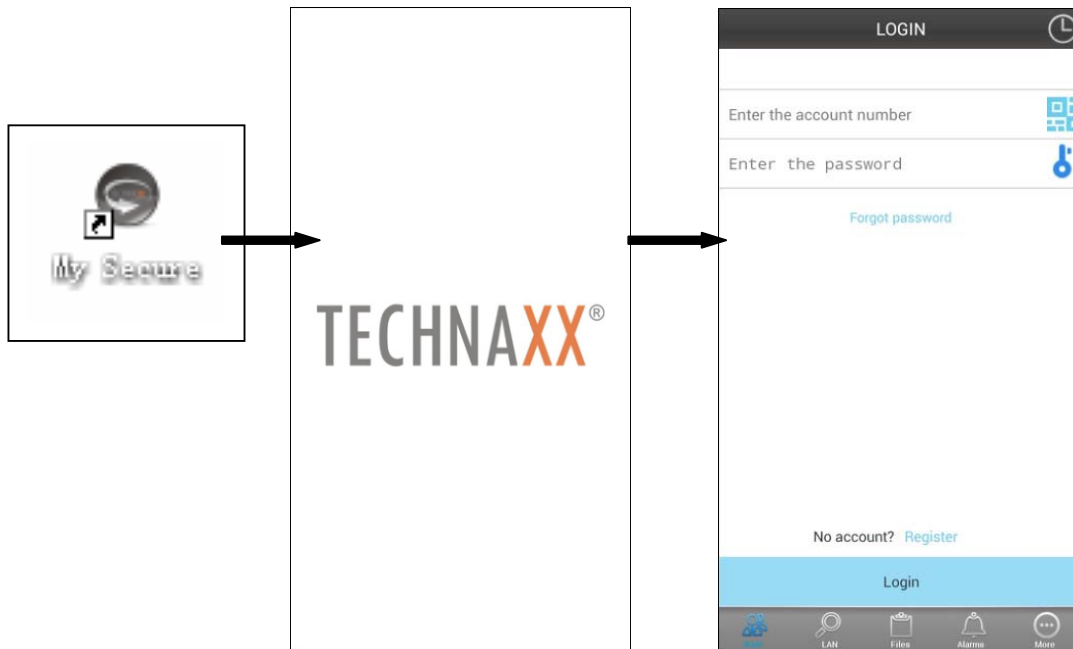 My Secure
TECHNAXX®
LOGIN
Enter the account number
Enter the password
Forgot password
No account? Register
Login
LAN
Files
Alarms
More